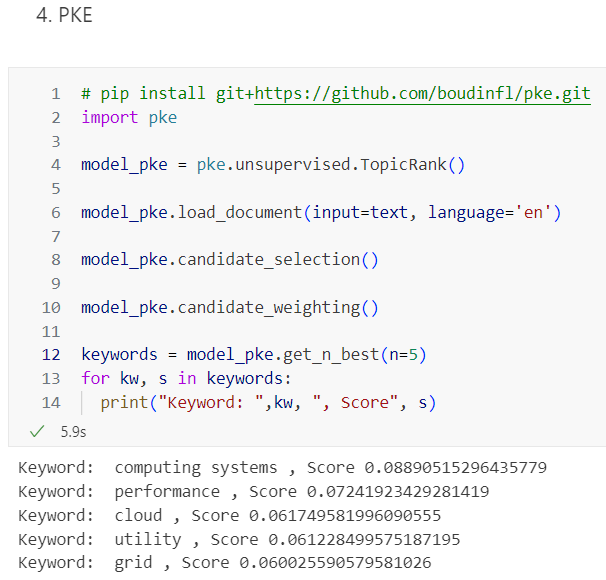 4. PKE
1 # pip install git+https://github.com/boudinfl/pke.git
2 import pke
3
4 model_pke = pke.unsupervised.TopicRank()
5
6 model_pke.load_document(input=text, language='en')
7
8 model_pke.candidate_selection()
9
10 model_pke.candidate_weighting()
11
12 keywords = model_pke.get_n_best(n=5)
13 for kw, s in keywords:
14 print("Keyword: ",kw, ", Score", s)
✓ 5.9s
Keyword:  computing systems , Score 0.08890515296435779
Keyword:  performance , Score 0.07241923429281419
Keyword:  cloud , Score 0.061749581996090555
Keyword:  utility , Score 0.061228499575187195
Keyword:  grid , Score 0.060025590579581026